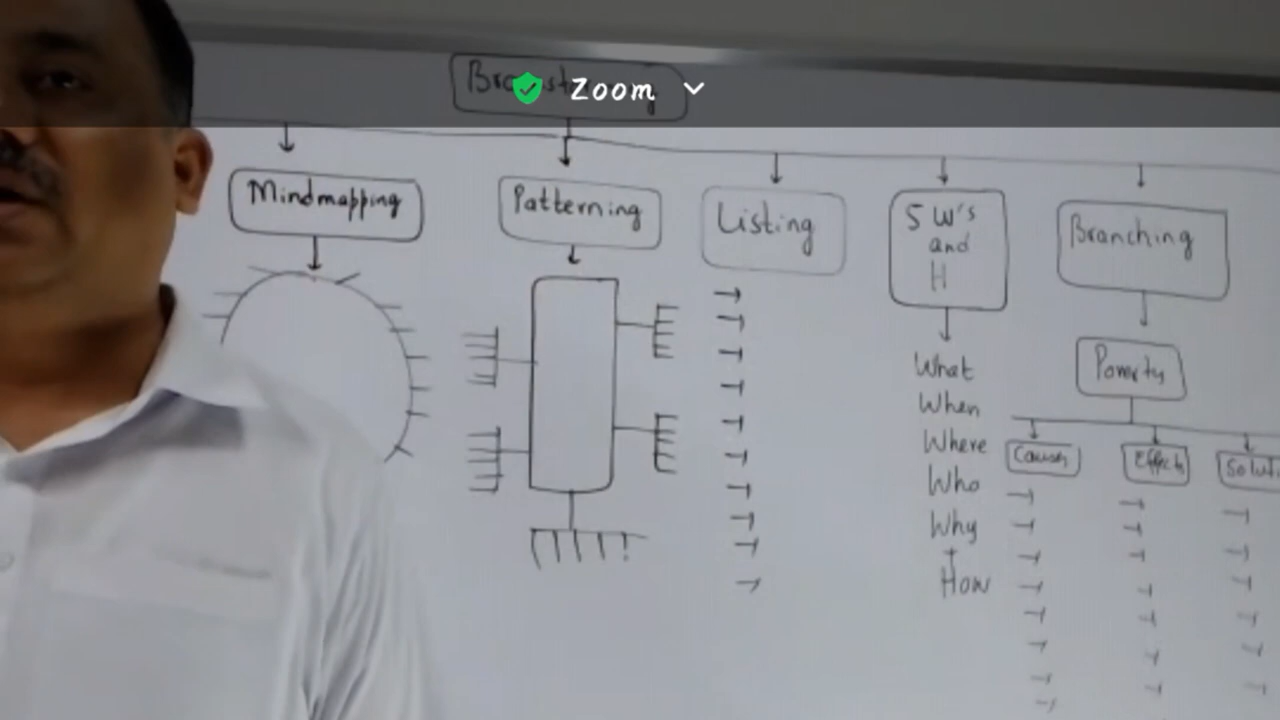 Zoom
Mindmapping
Patterning
Listing
5 W's
and
H
Branching
What
When
Where
Who
Why
+
How
Poverty
Causes
Effects